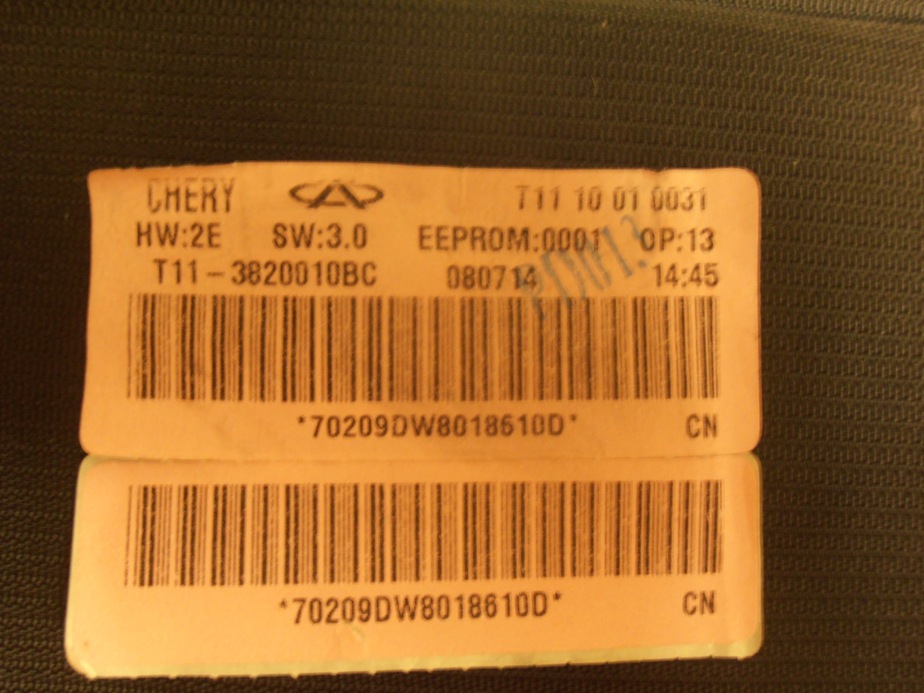 CHERY T11 10 01 0031
HW:2E SW:3.0 EEPROM:0001 OP:13
T11-3820010BC 080714 14:45
*70209DW8018610D* CN
*70209DW8018610D* CN